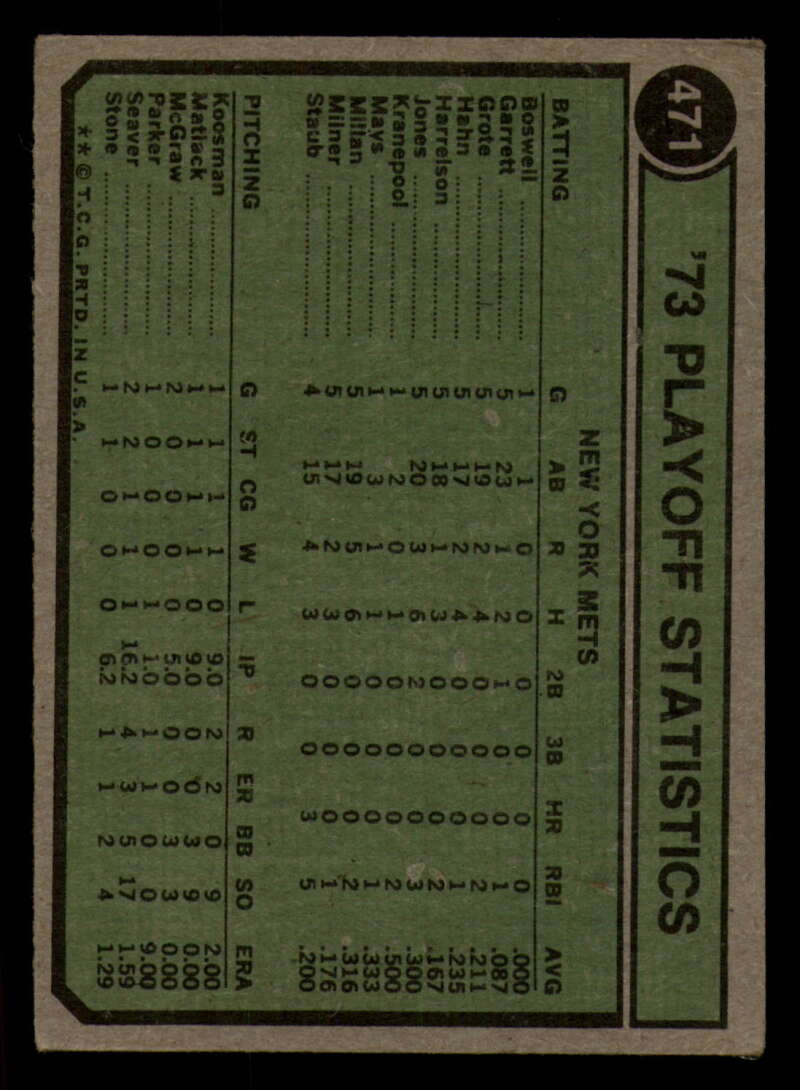 471
'73 PLAYOFF STATISTICS
NEW YORK METS
BATTING G AB R H 2B 3B HR RBI AVG
Boswell 1 1 0 0 0 0 0 0 .000
Garrett 5 23 1 2 1 0 0 1 .087
Grote 5 19 2 4 0 0 0 2 .211
Hahn 5 17 2 4 0 0 0 1 .235
Harrelson 5 18 1 3 0 0 0 2 .167
Jones 5 20 3 6 2 0 0 3 .300
Kranepool 1 2 0 1 0 0 0 2 .500
Mays 1 3 1 1 0 0 0 1 .333
Millan 5 19 5 6 0 0 0 2 .316
Milner 5 17 2 3 0 0 0 1 .176
Staub 4 15 4 3 0 0 3 5 .200
PITCHING G ST CG W L IP R ER BB SO ERA
Koosman 1 1 1 1 0 9.0 2 2 0 9 2.00
Matlack 1 1 1 1 0 9.0 0 0 3 9 0.00
McGraw 2 0 0 0 0 5.0 0 0 3 3 0.00
Parker 1 0 0 0 1 1.0 1 1 0 0 9.00
Seaver 2 2 1 1 1 16.2 4 3 5 17 1.59
Stone 1 1 0 0 0 6.2 1 1 2 4 1.29
** © T.C.G. PRTD. IN U.S.A.